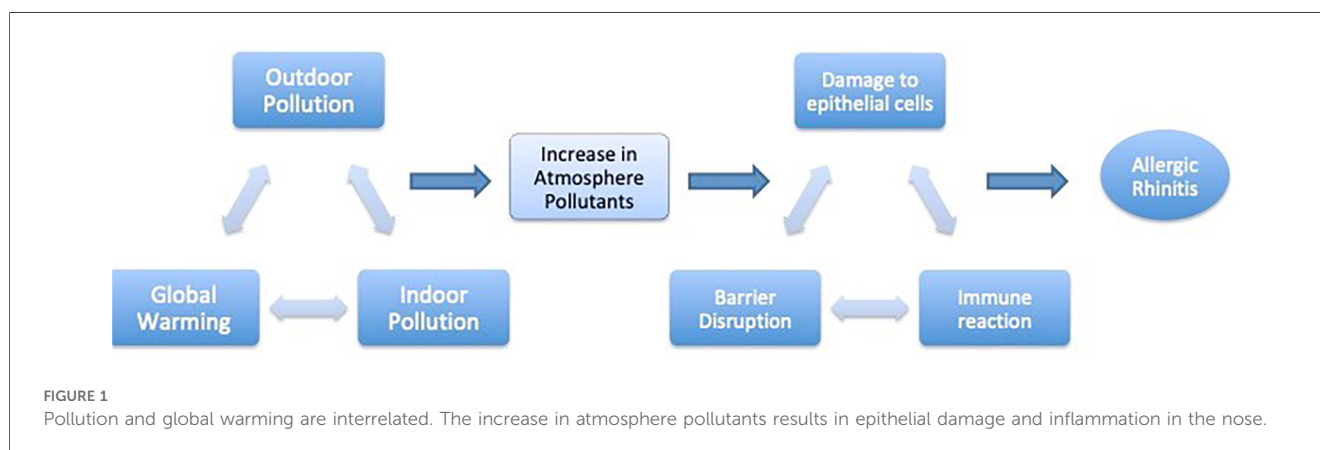 Outdoor
Pollution
Global
Warming
Indoor
Pollution
Increase in
Atmosphere
Pollutants
Damage to
epithelial cells
Barrier
Disruption
Immune
reaction
Allergic
Rhinitis
FIGURE 1
Pollution and global warming are interrelated. The increase in atmosphere pollutants results in epithelial damage and inflammation in the nose.